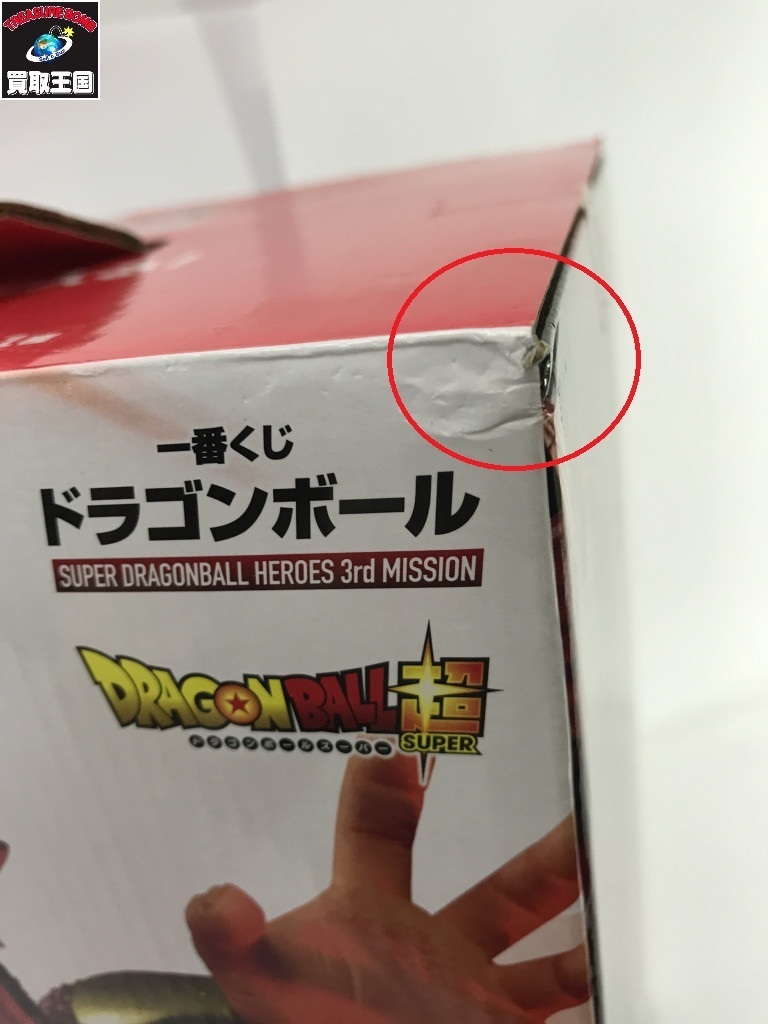 TREASURE BOMB
買取王国
一番くじ
ドラゴンボール
SUPER DRAGONBALL HEROES 3rd MISSION
DRAGONBALL超
ドラゴンボールスーパー
SUPER